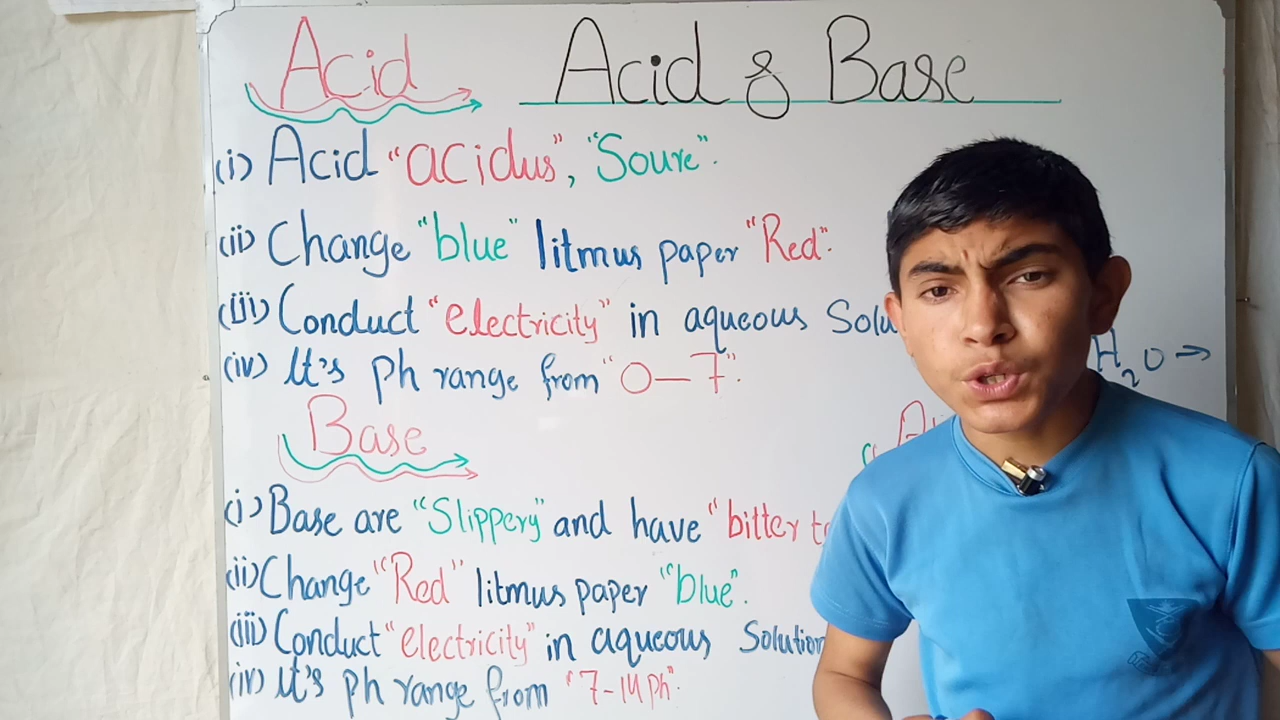 Acid
Acid & Base
(i) Acid "acidus", "Soure".
(ii) Change "blue" litmus paper "Red".
(iii) Conduct "electricity" in aqueous Solu
(iv) It's Ph range from "0—7".
H2O →
Base
(i) Base are "Slippery" and have "bitter t
(ii) Change "Red" litmus paper "blue".
(iii) Conduct "electricity" in aqueous Solution
(iv) It's Ph range from "7-14 Ph".